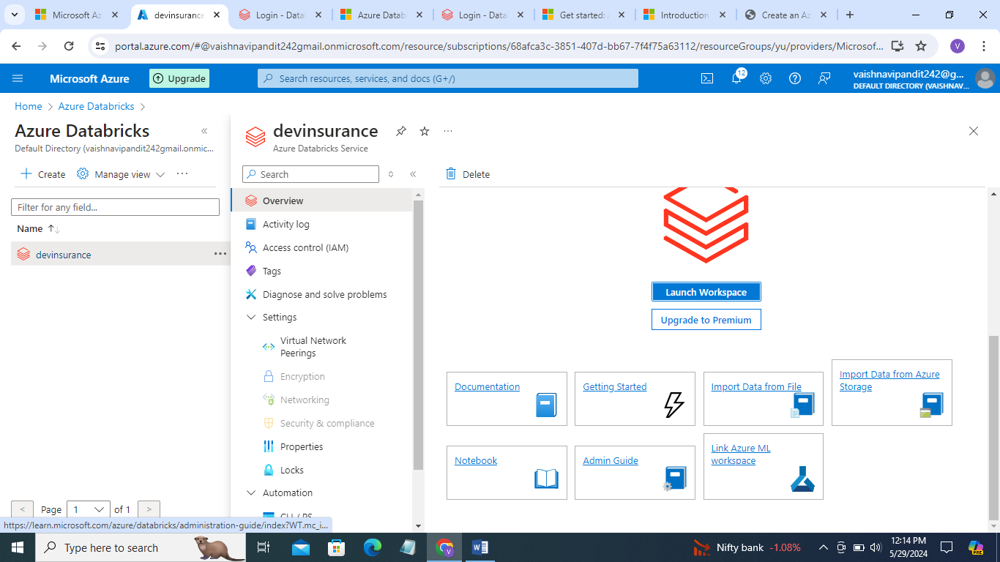 Microsoft Az
devinsurance
Login - Data
Azure Datab
Login - Data
Get started:
Introduction
Create an Az
portal.azure.com/#@vaishnavipandit242gmail.onmicrosoft.com/resource/subscriptions/68afca3c-3851-407d-bb67-7f4f75a63112/resourceGroups/yu/providers/Microsof...
V
Microsoft Azure
Upgrade
Search resources, services, and docs (G+/)
12
vaishnavipandit242@g...
DEFAULT DIRECTORY (VAISHNAV...
Home > Azure Databricks >
Azure Databricks
Default Directory (vaishnavipandit242gmail.onmic...
Create
Manage view
Filter for any field...
Name
devinsurance
Page 1 of 1
devinsurance
Azure Databricks Service
Search
Delete
Overview
Activity log
Access control (IAM)
Tags
Diagnose and solve problems
Settings
Virtual Network
Peerings
Encryption
Networking
Security & compliance
Properties
Locks
Automation
CLI / PS
Launch Workspace
Upgrade to Premium
Documentation
Getting Started
Import Data from File
Import Data from Azure
Storage
Notebook
Admin Guide
Link Azure ML
workspace
https://learn.microsoft.com/azure/databricks/administration-guide/index?WT.mc_i...
Type here to search
Nifty bank -1.08%
12:14 PM
5/29/2024
PRE